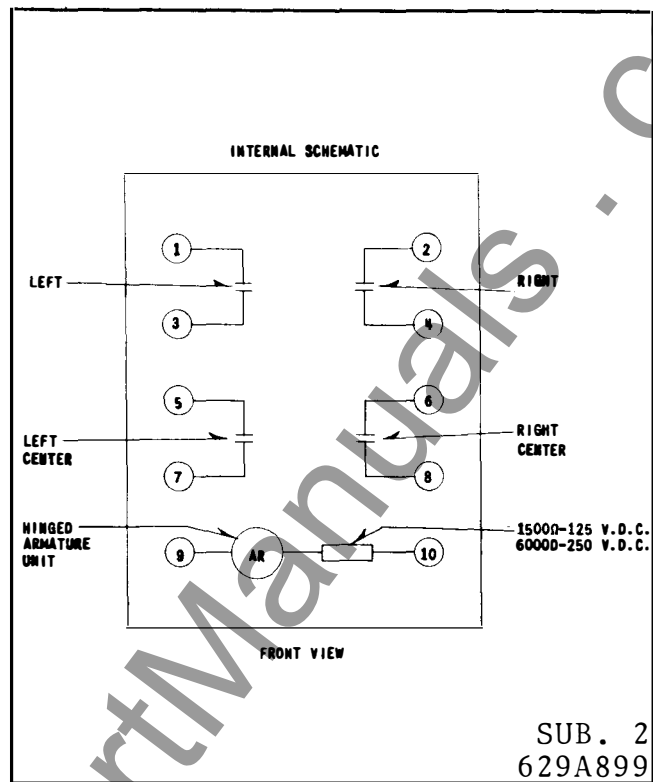 INTERNAL SCHEMATIC
1
2
LEFT
RIGHT
3
4
5
6
LEFT
CENTER
RIGHT
CENTER
7
8
HINGED
ARMATURE
UNIT
9
AR
10
1500Ω-125 V.D.C.
6000Ω-250 V.D.C.
FRONT VIEW
SUB. 2
629A899
rtManuals . c